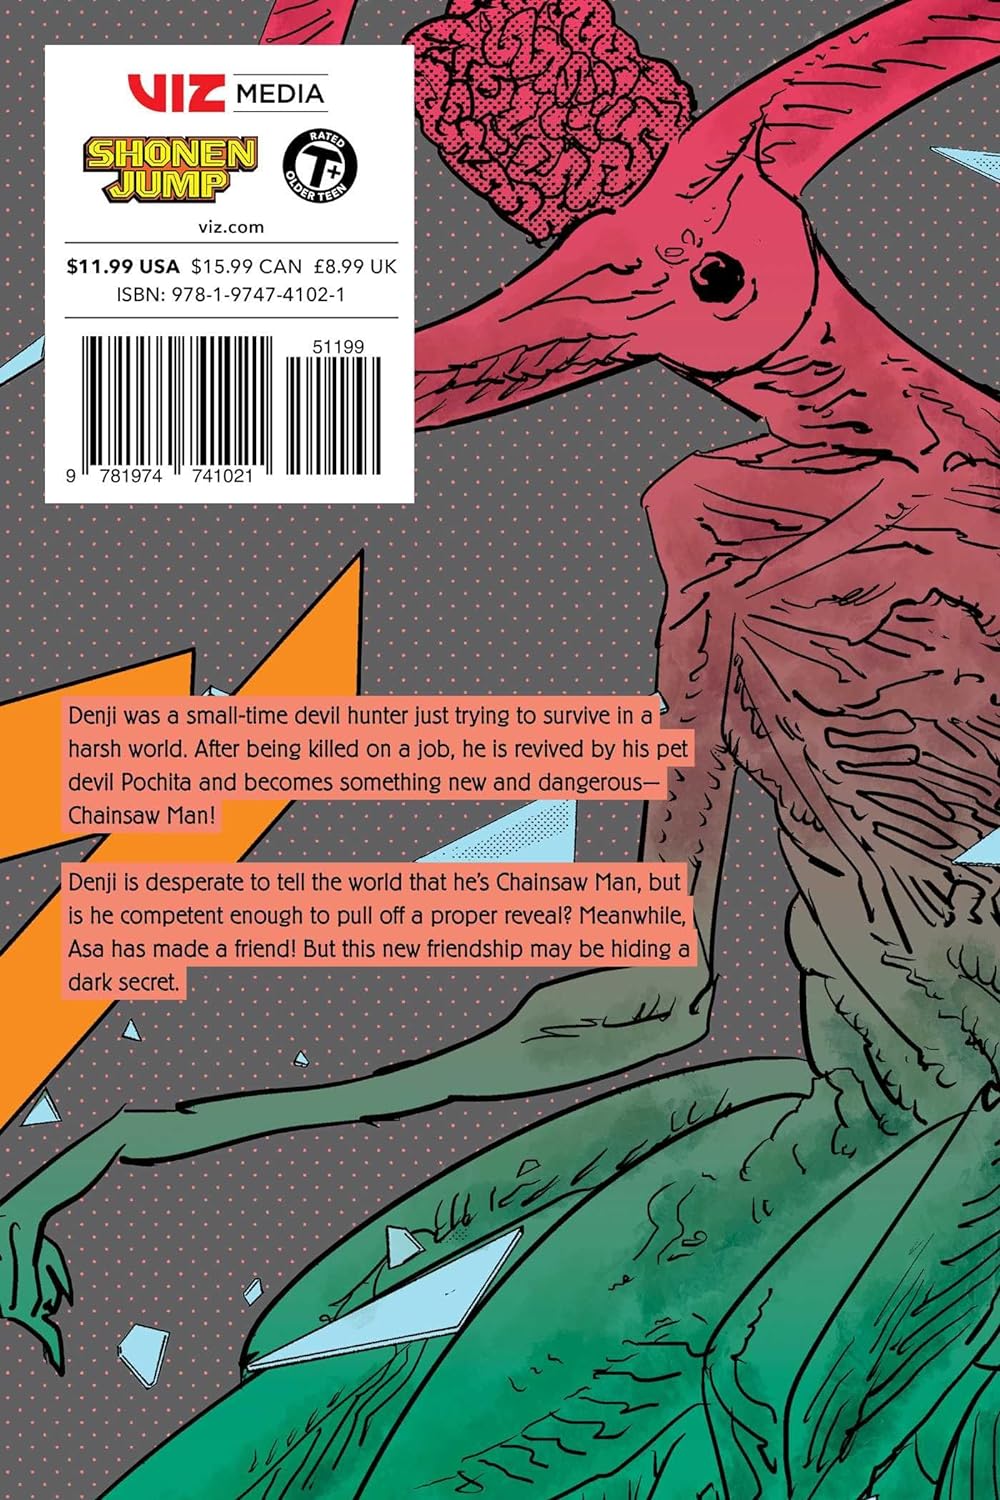 VIZ MEDIA
SHONEN
JUMP
RATED
T+
OLDER TEEN
viz.com
$11.99 USA $15.99 CAN £8.99 UK
ISBN: 978-1-9747-4102-1
51199
9 781974 741021
Denji was a small-time devil hunter just trying to survive in a
harsh world. After being killed on a job, he is revived by his pet
devil Pochita and becomes something new and dangerous—
Chainsaw Man!
Denji is desperate to tell the world that he's Chainsaw Man, but
is he competent enough to pull off a proper reveal? Meanwhile,
Asa has made a friend! But this new friendship may be hiding a
dark secret.